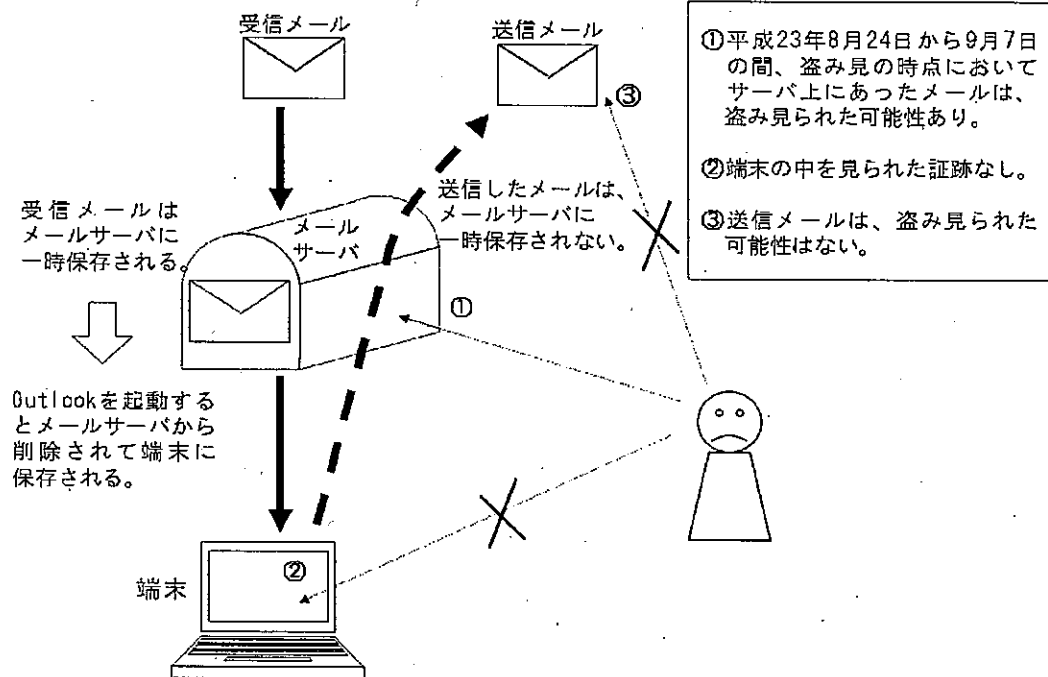 受信メール
送信メール
③
①平成23年8月24日から9月7日
の間、盗み見の時点において
サーバ上にあったメールは、
盗み見られた可能性あり。
②端末の中を見られた証跡なし。
③送信メールは、盗み見られた
可能性はない。
受信メールは
メールサーバに
一時保存される。
メール
サーバ
送信したメールは、
メールサーバに
一時保存されない。
①
Outlookを起動する
とメールサーバから
削除されて端末に
保存される。
端末
②